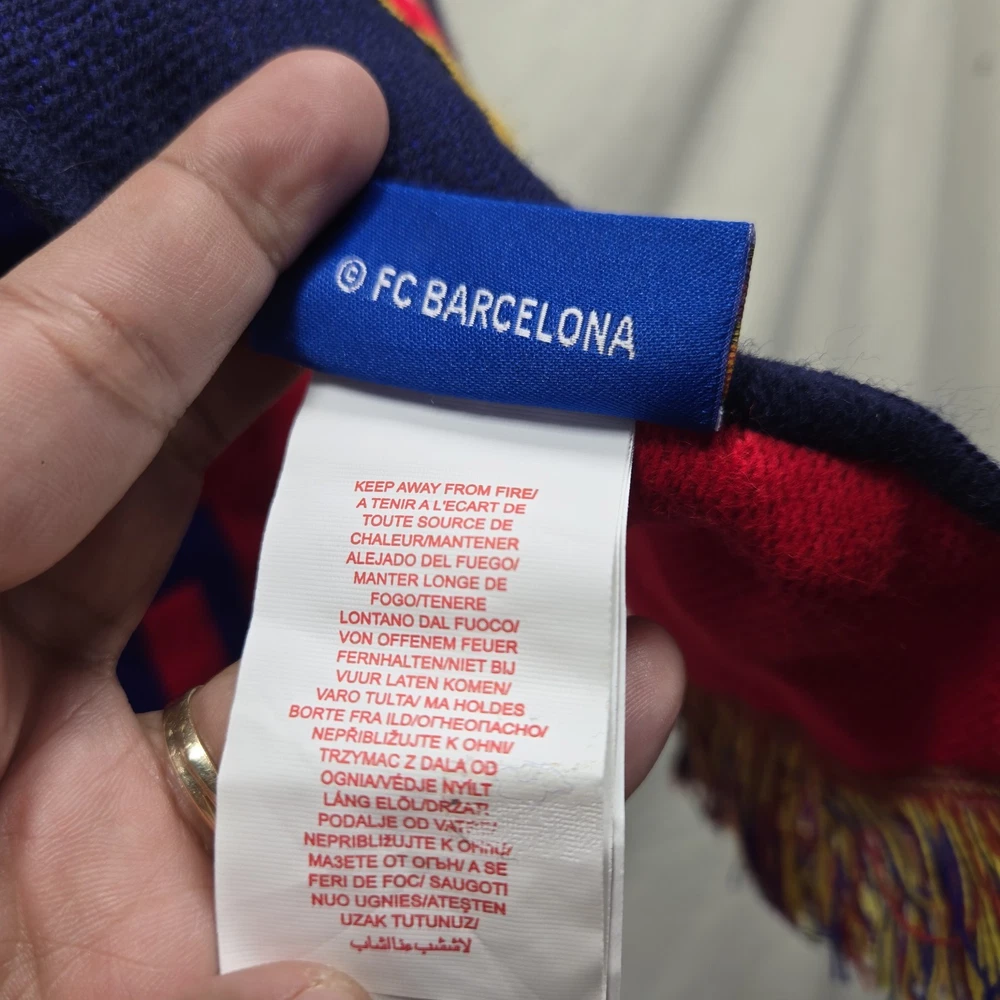 © FC BARCELONA
KEEP AWAY FROM FIRE/
A TENIR A L'ECART DE
TOUTE SOURCE DE
CHALEUR/MANTENER
ALEJADO DEL FUEGO/
MANTER LONGE DE
FOGO/TENERE
LONTANO DAL FUOCO/
VON OFFENEM FEUER
FERNHALTEN/NIET BIJ
VUUR LATEN KOMEN/
VARO TULTA/ MA HOLDES
BORTE FRA ILD/ОГНЕОПАСНО/
NEPŘIBLIŽUJTE K OHNI/
TRZYMAC Z DALA OD
OGNIA/VÉDJE NYÍLT
LÁNG ELŐL/DRŽATI
PODALJE OD
NEPRIBLIŽUJTE K
МАЗЕТЕ ОТ ОГЪН/ A SE
FERI DE FOC/ SAUGOTI
NUO UGNIES/ATEŞTEN
UZAK TUTUNUZ/